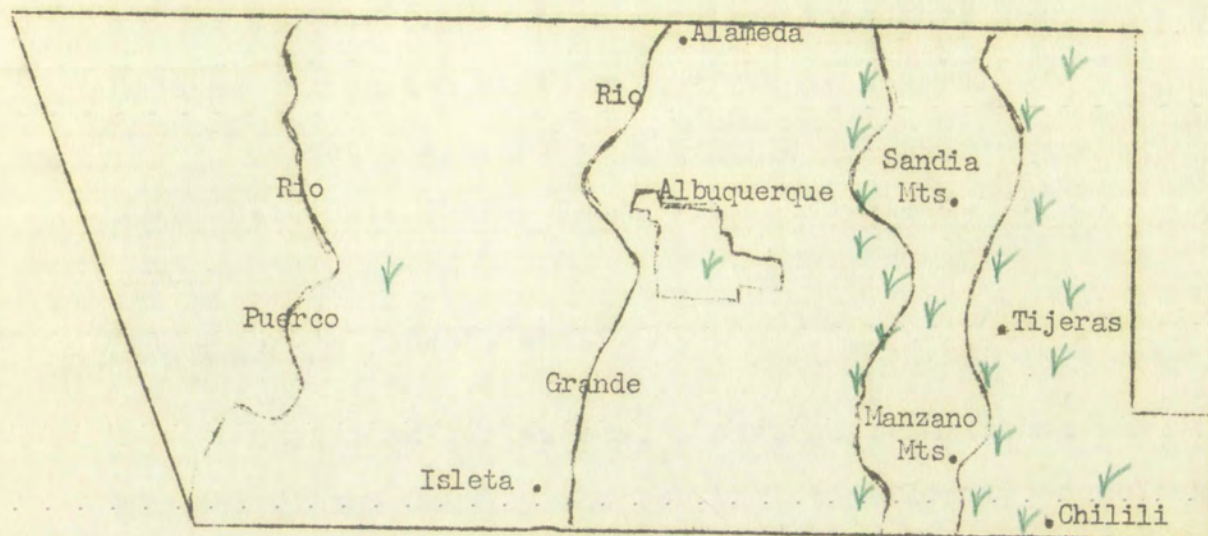 Alameda
Rio
Sandia
Rio
Albuquerque
Mts.
Puerco
Tijeras
Grande
Manzano
Mts.
Isleta
Chilili